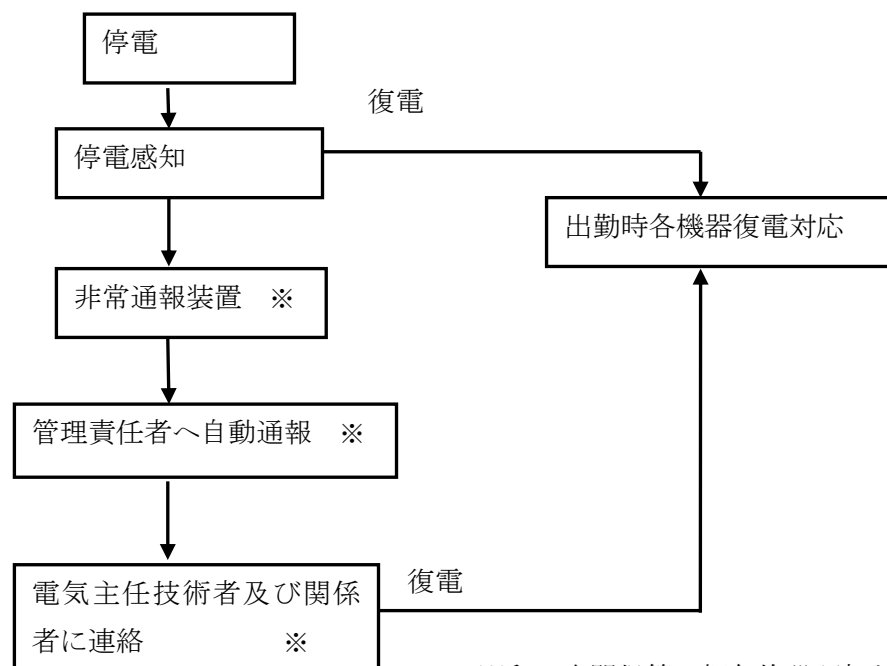 停電
復電
停電感知
出勤時各機器復電対応
非常通報装置　※
管理責任者へ自動通報　※
電気主任技術者及び関係
者に連絡　　　　　※
復電